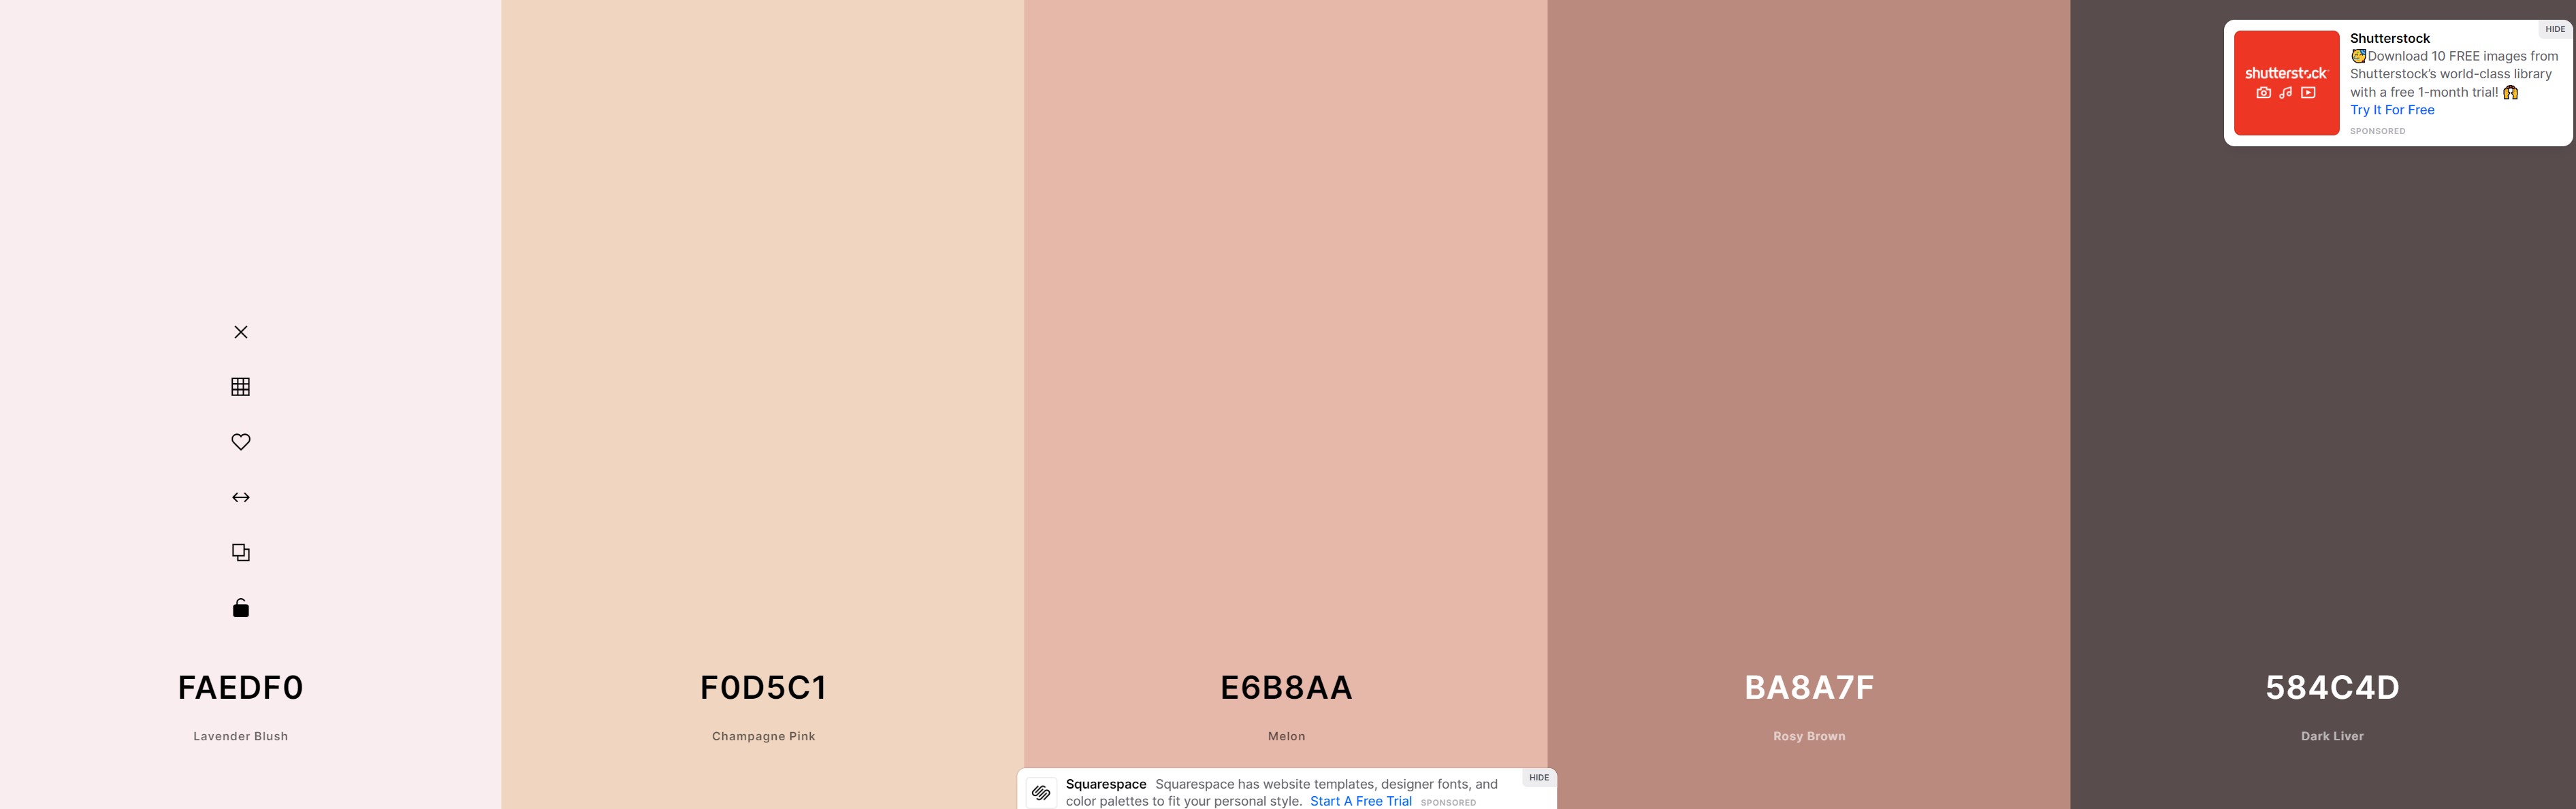 HIDE
Shutterstock
Download 10 FREE images from
Shutterstock's world-class library
with a free 1-month trial!
Try It For Free
SPONSORED
shutterstock
FAEDF0
F0D5C1
E6B8AA
BA8A7F
584C4D
Lavender Blush
Champagne Pink
Melon
Rosy Brown
Dark Liver
HIDE
Squarespace Squarespace has website templates, designer fonts, and
color palettes to fit your personal style. Start A Free Trial SPONSORED